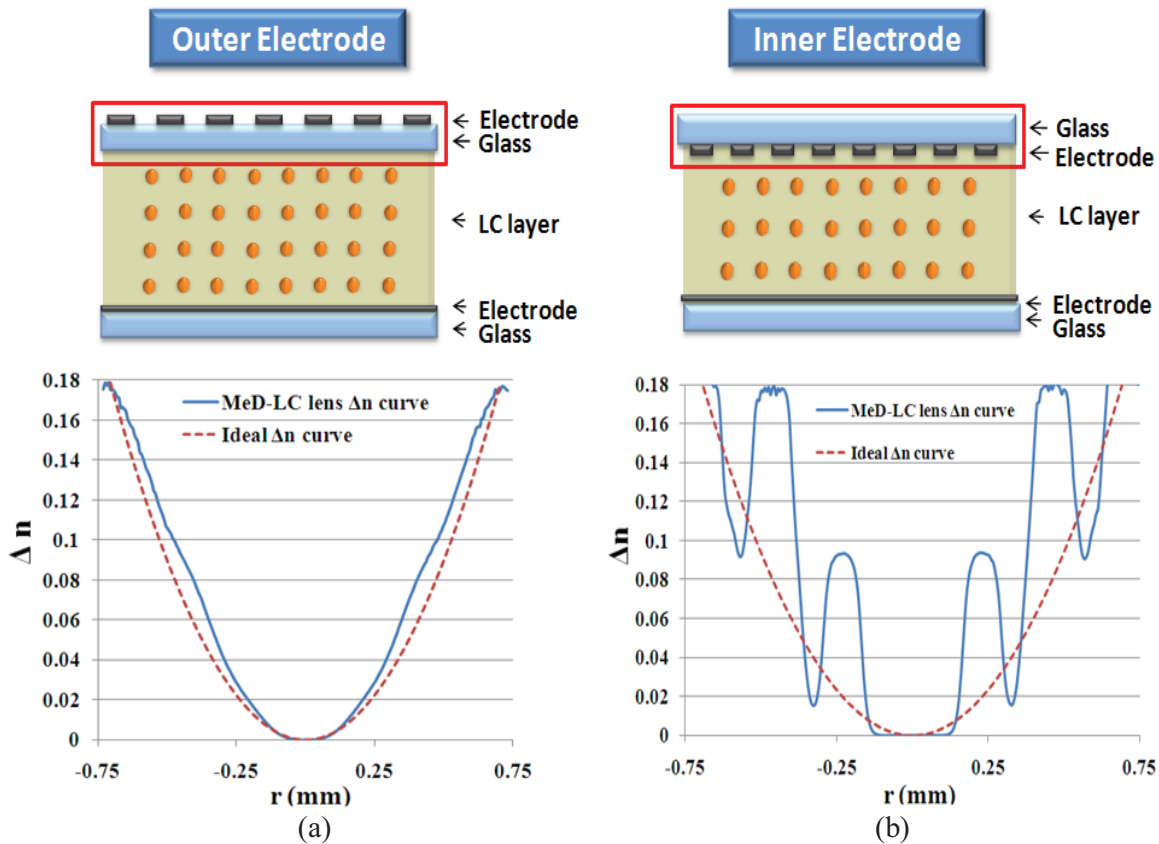 Outer Electrode
Electrode
Glass
LC layer
Electrode
Glass
0.18
0.16
0.14
0.12
0.1
0.08
0.06
0.04
0.02
0
Δ n
MeD-LC lens Δn curve
Ideal Δn curve
-0.75
-0.25
0.25
0.75
r (mm)
(a)
Inner Electrode
Glass
Electrode
LC layer
Electrode
Glass
0.18
0.16
0.14
0.12
0.1
0.08
0.06
0.04
0.02
0
Δn
MeD-LC lens Δn curve
Ideal Δn curve
-0.75
-0.25
0.25
0.75
r (mm)
(b)